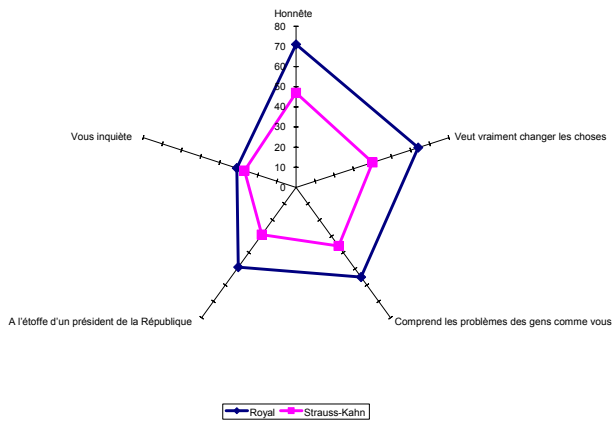 Honnête
80
70
60
50
40
30
20
10
0
Veut vraiment changer les choses
Comprend les problèmes des gens comme vous
A l'étoffe d'un président de la République
Vous inquiète
Royal
Strauss-Kahn